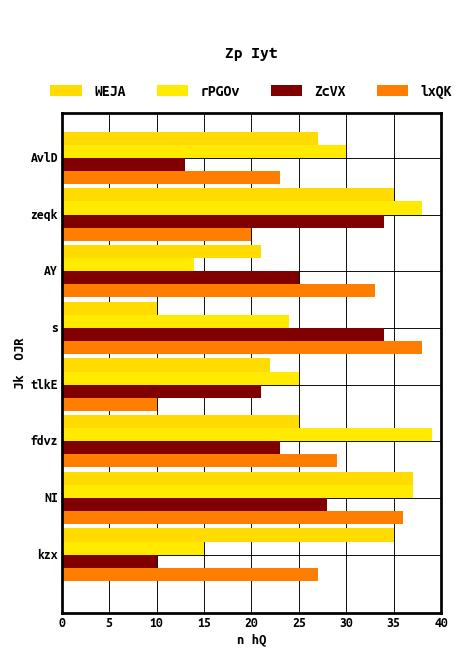 Zp Iyt
WEJA rPGOv ZcVX lxQK
Jk OJR
AvlD
zeqk
AY
s
tlkE
fdvz
NI
kzx
0 5 10 15 20 25 30 35 40
n hQ